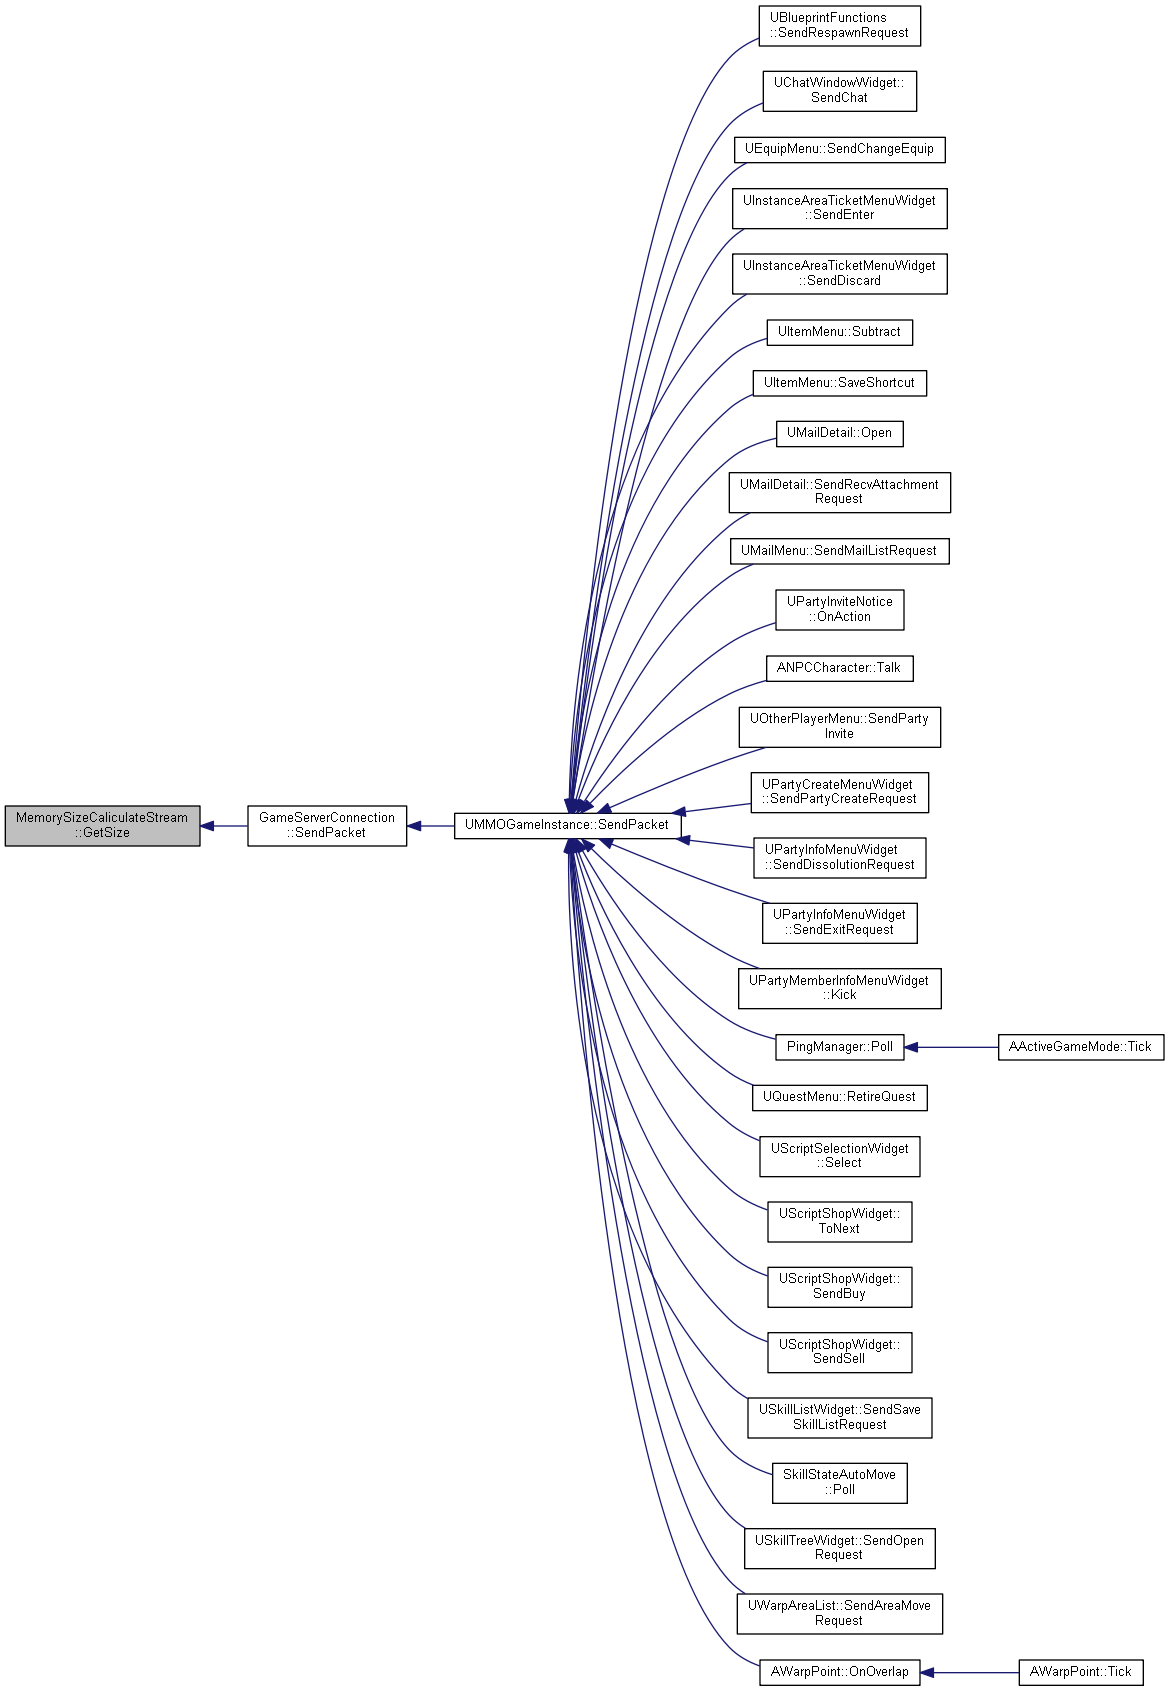 UBlueprintFunctions
::SendRespawnRequest
UChatWindowWidget::
SendChat
UEquipMenu::SendChangeEquip
UInstanceAreaTicketMenuWidget
::SendEnter
UInstanceAreaTicketMenuWidget
::SendDiscard
UItemMenu::Subtract
UItemMenu::SaveShortcut
UMailDetail::Open
UMailDetail::SendRecvAttachment
Request
UMailMenu::SendMailListRequest
UPartyInviteNotice
::OnAction
ANPCCharacter::Talk
UOtherPlayerMenu::SendParty
Invite
UPartyCreateMenuWidget
::SendPartyCreateRequest
MemorySizeCaliculateStream
::GetSize
GameServerConnection
::SendPacket
UMMOGameInstance::SendPacket
UPartyInfoMenuWidget
::SendDissolutionRequest
UPartyInfoMenuWidget
::SendExitRequest
UPartyMemberInfoMenuWidget
::Kick
PingManager::Poll
AActiveGameMode::Tick
UQuestMenu::RetireQuest
UScriptSelectionWidget
::Select
UScriptShopWidget::
ToNext
UScriptShopWidget::
SendBuy
UScriptShopWidget::
SendSell
USkillListWidget::SendSave
SkillListRequest
SkillStateAutoMove
::Poll
USkillTreeWidget::SendOpen
Request
UWarpAreaList::SendAreaMove
Request
AWarpPoint::OnOverlap
AWarpPoint::Tick